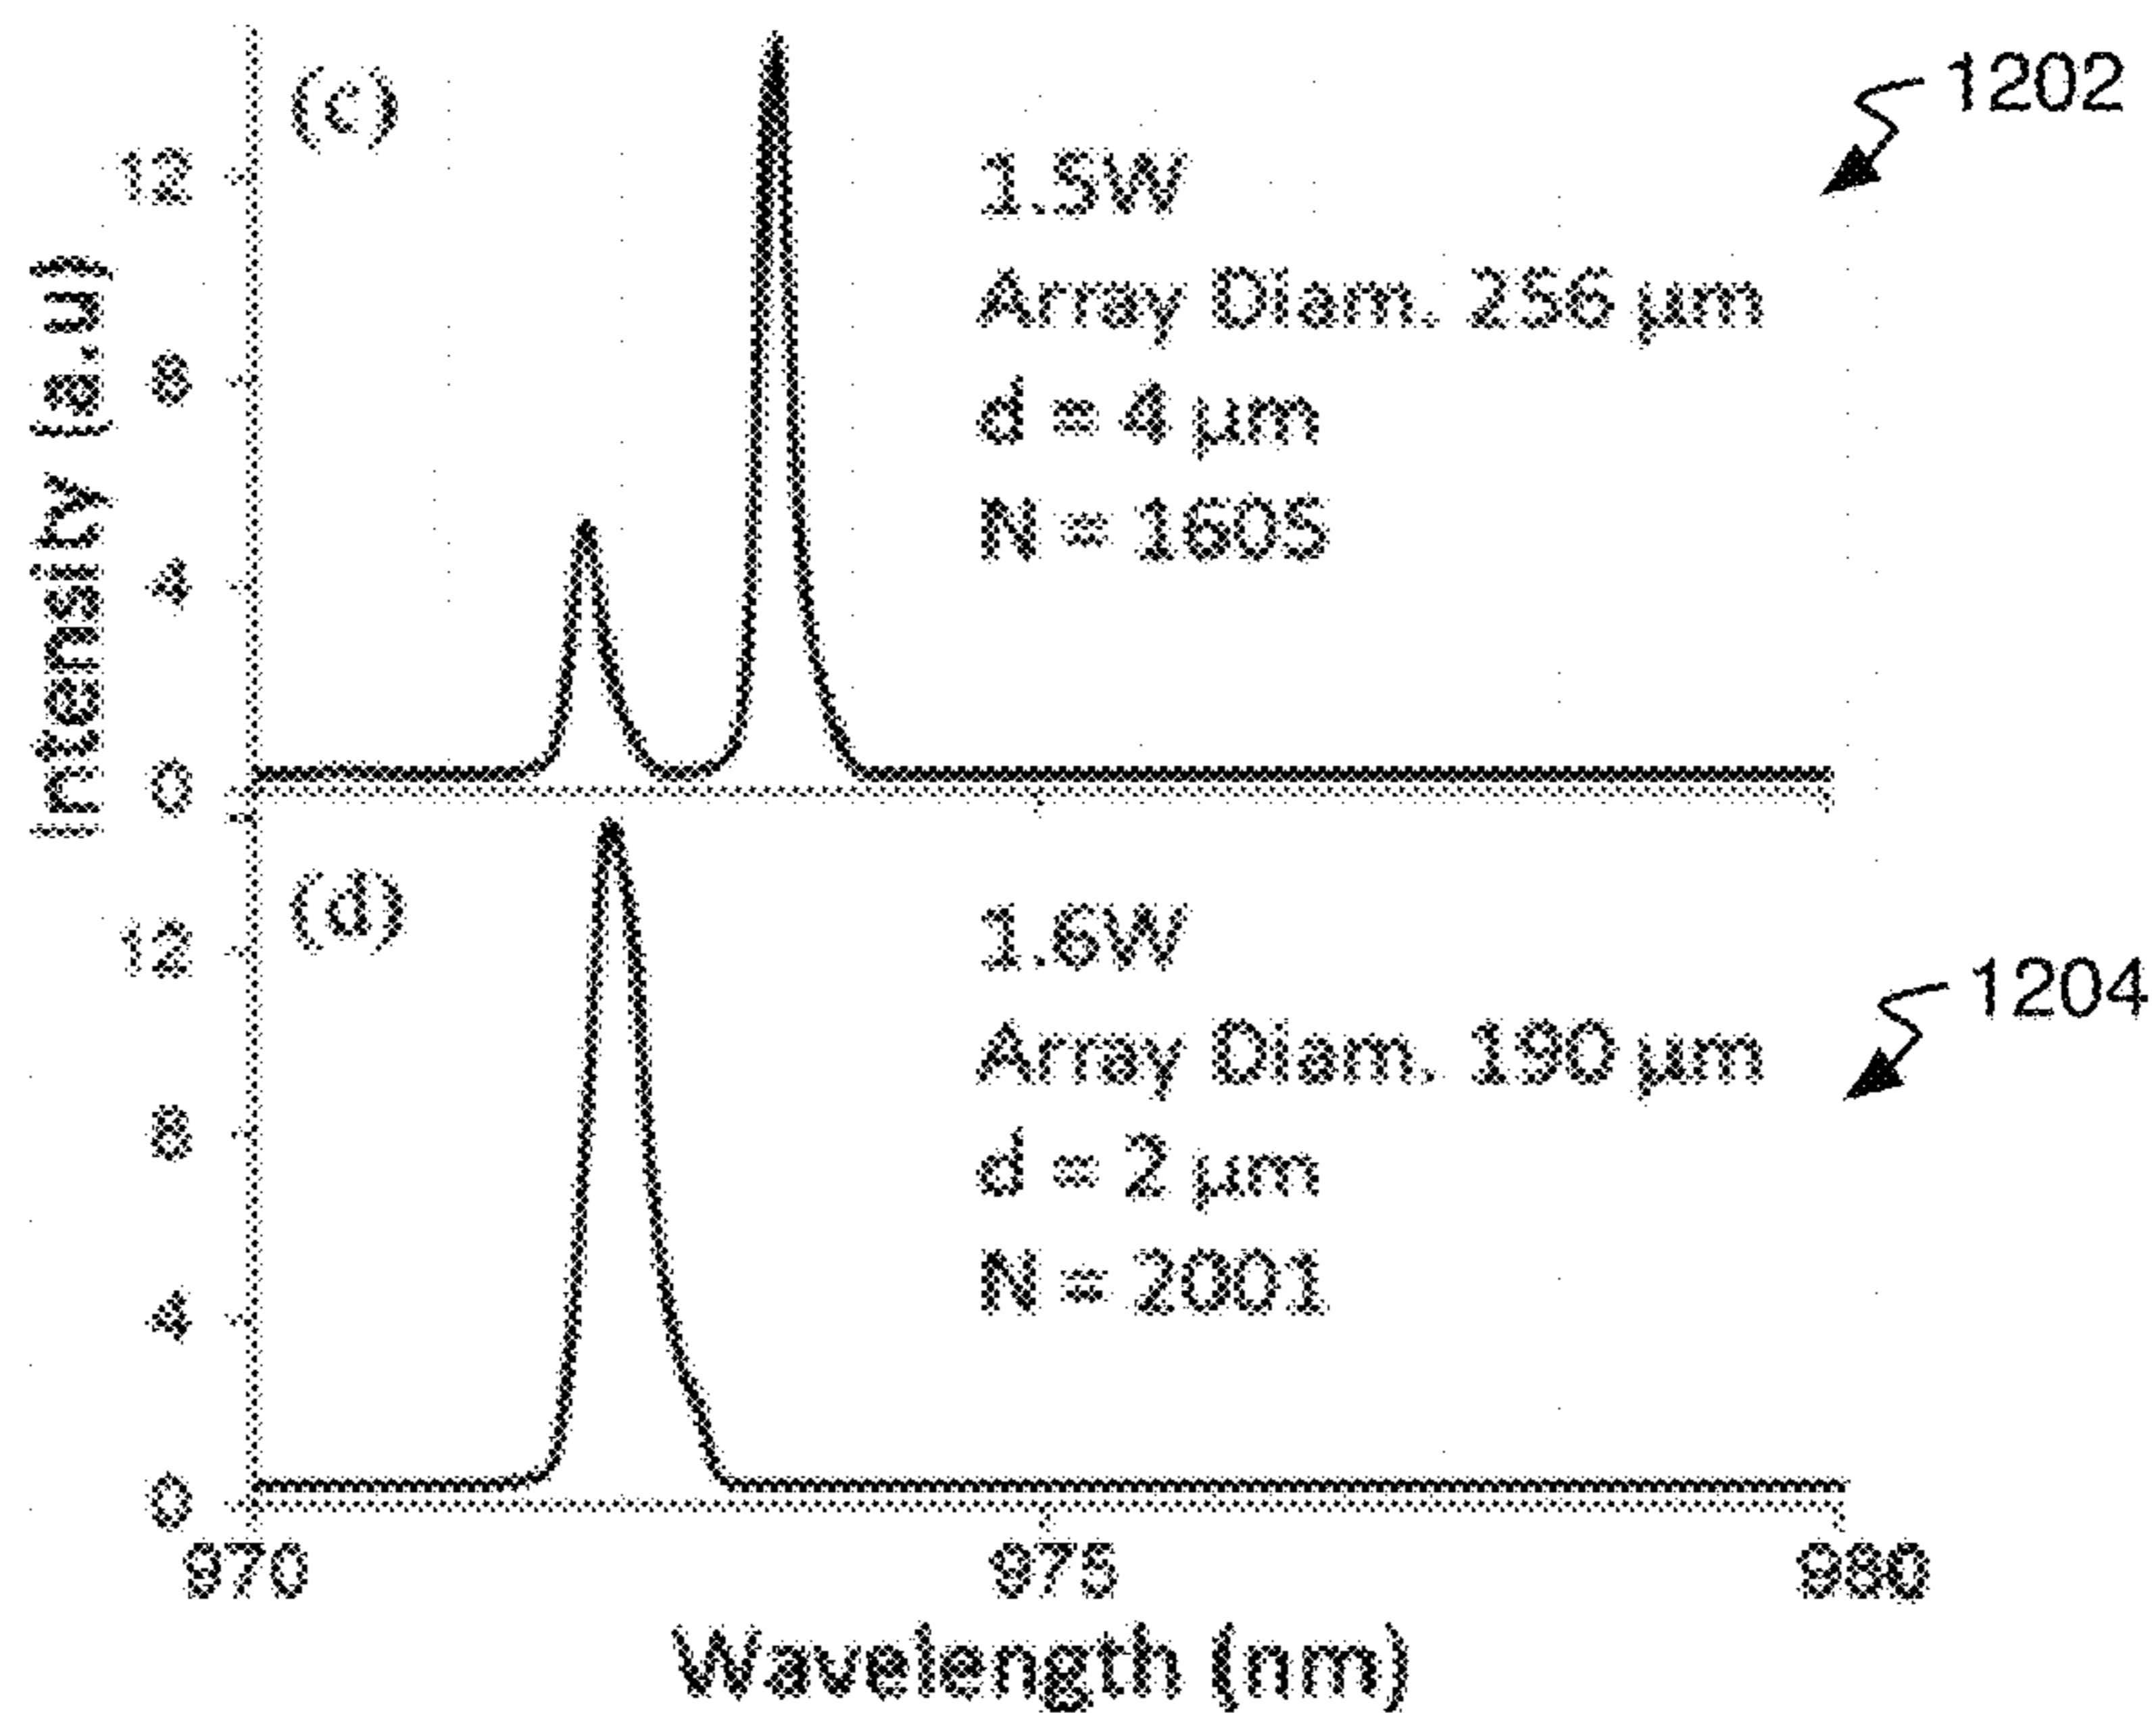 (c)
1202
12
8
4
0
1.5W
Array Diam. 256 µm
d = 4 µm
N = 1605
Intensity (a.u)
(d)
1204
12
8
4
0
1.6W
Array Diam. 190 µm
d = 2 µm
N = 2001
970 975 980
Wavelength (nm)